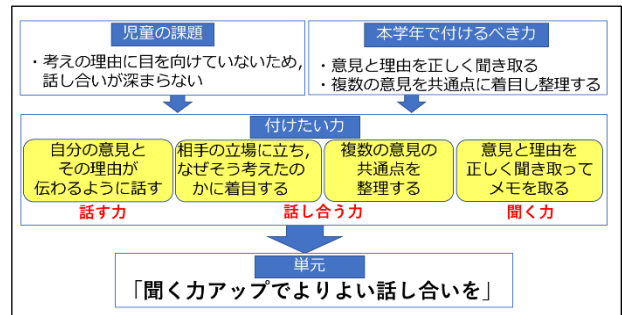 児童の課題
・考えの理由に目を向けていないため,
話し合いが深まらない
本学年で付けるべき力
・意見と理由を正しく聞き取る
・複数の意見を共通点に着目し整理する
付けたい力
自分の意見と
その理由が
伝わるように話す
相手の立場に立ち,
なぜそう考えたの
かに着目する
複数の意見の
共通点を
整理する
意見と理由を
正しく聞き取って
メモを取る
話す力
話し合う力
聞く力
単元
「聞く力アップでよりよい話し合いを」